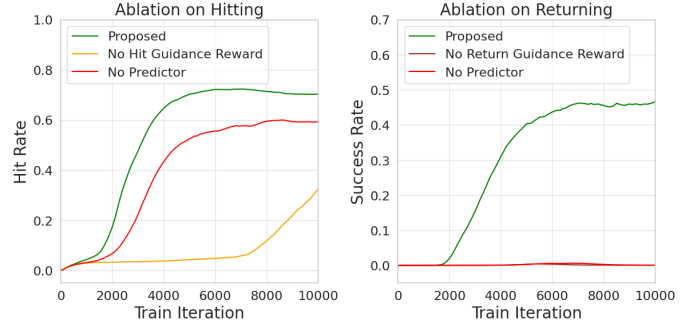 Ablation on Hitting
Hit Rate
1.0
0.8
0.6
0.4
0.2
0.0
Proposed
No Hit Guidance Reward
No Predictor
0 2000 4000 6000 8000 10000
Train Iteration
Ablation on Returning
Success Rate
0.7
0.6
0.5
0.4
0.3
0.2
0.1
0.0
Proposed
No Return Guidance Reward
No Predictor
0 2000 4000 6000 8000 10000
Train Iteration